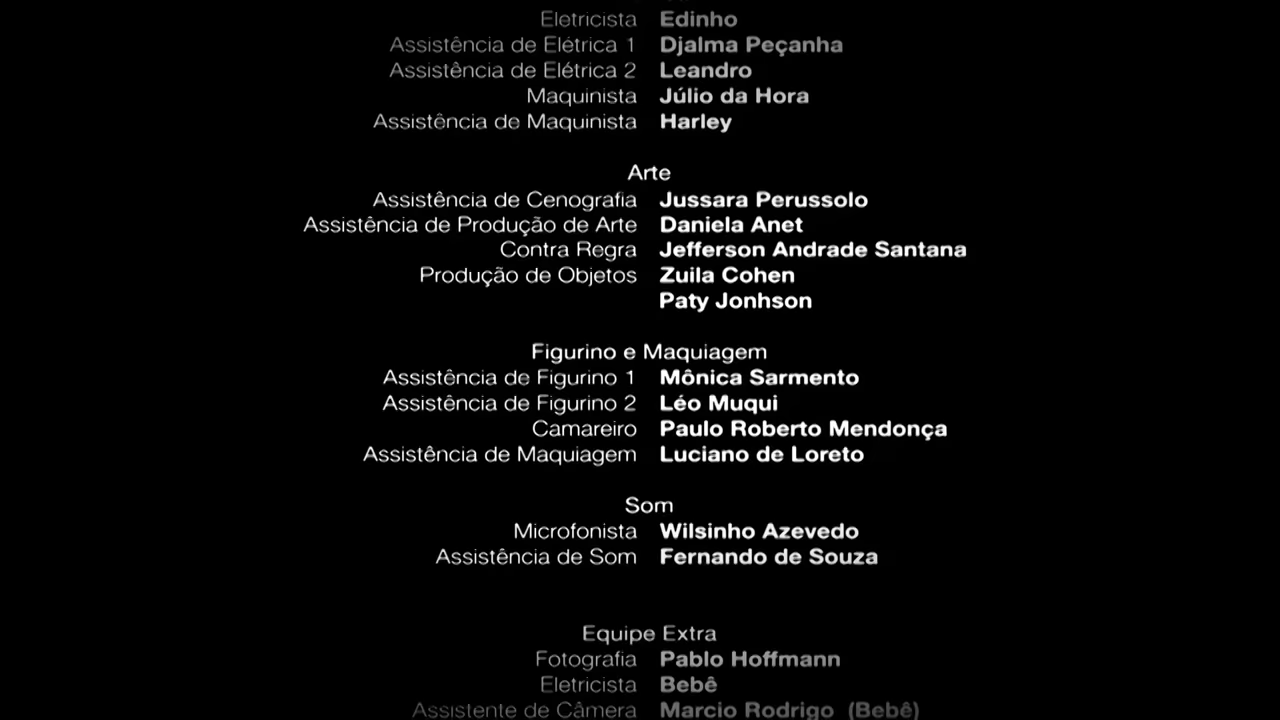 Eletricista Edinho
Assistência de Elétrica 1 Djalma Peçanha
Assistência de Elétrica 2 Leandro
Maquinista Júlio da Hora
Assistência de Maquinista Harley
Arte
Assistência de Cenografia Jussara Perussolo
Assistência de Produção de Arte Daniela Anet
Contra Regra Jefferson Andrade Santana
Produção de Objetos Zuila Cohen
Paty Jonhson
Figurino e Maquiagem
Assistência de Figurino 1 Mônica Sarmento
Assistência de Figurino 2 Léo Muqui
Camareiro Paulo Roberto Mendonça
Assistência de Maquiagem Luciano de Loreto
Som
Microfonista Wilsinho Azevedo
Assistência de Som Fernando de Souza
Equipe Extra
Fotografia Pablo Hoffmann
Eletricista Bebê
Assistente de Câmera Marcio Rodrigo (Bebê)